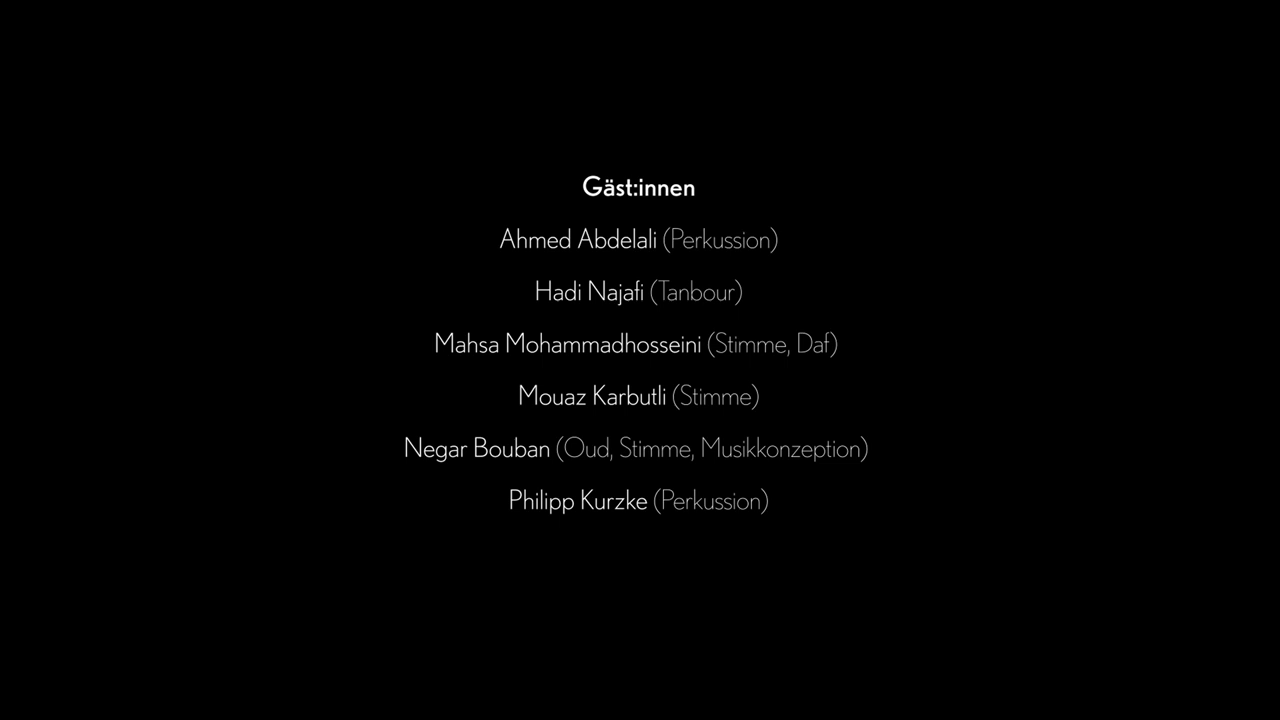 Gäst:innen
Ahmed Abdelali (Perkussion)
Hadi Najafi (Tanbour)
Mahsa Mohammadhosseini (Stimme, Daf)
Mouaz Karbutli (Stimme)
Negar Bouban (Oud, Stimme, Musikkonzeption)
Philipp Kurzke (Perkussion)